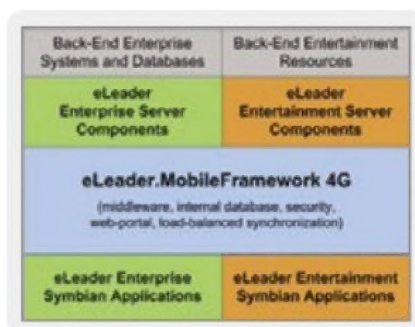 Back-End Enterprise
Systems and Databases
Back-End Entertainment
Resources
eLeader
Enterprise Server
Components
eLeader
Entertainment Server
Components
eLeader.MobileFramework 4G
(middleware, internal database, security,
web-portal, load-balanced synchronization)
eLeader Enterprise
Symbian Applications
eLeader Entertainment
Symbian Applications